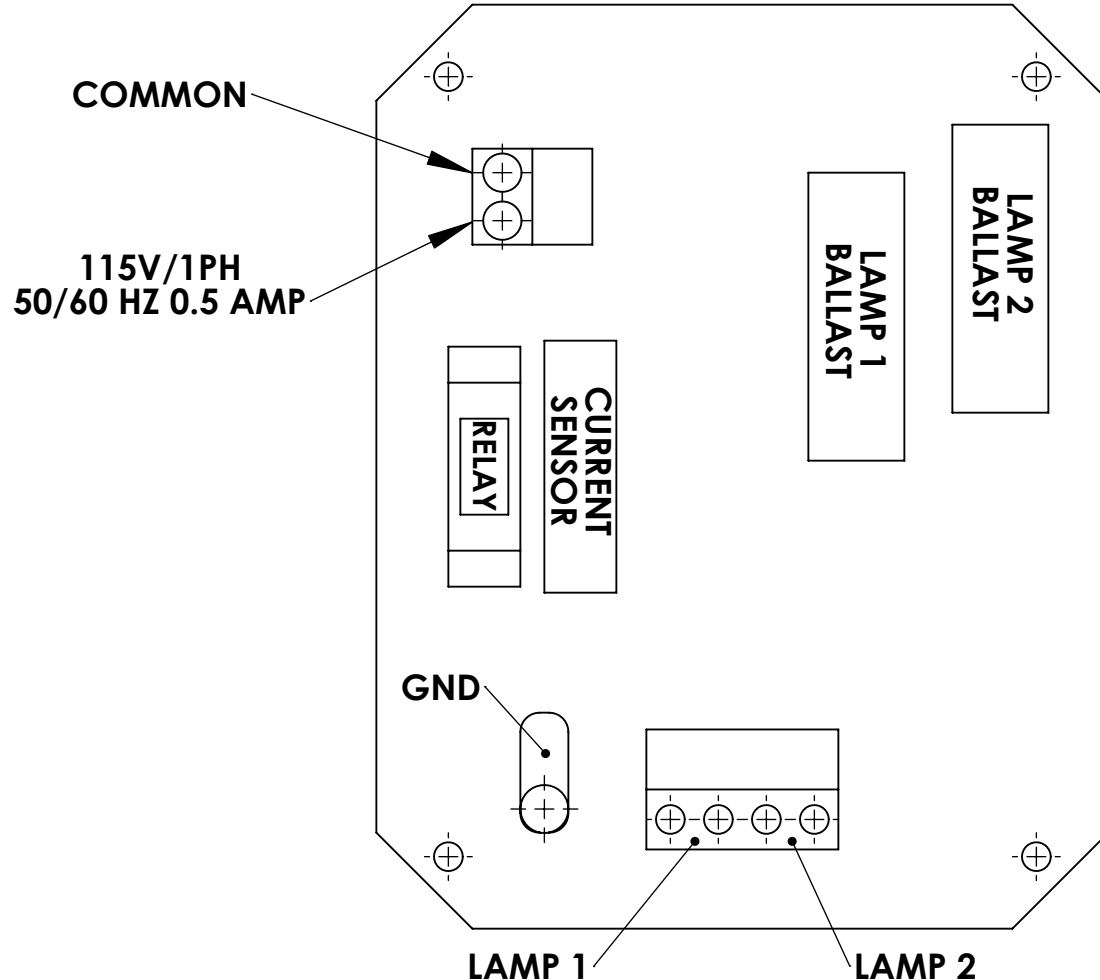 COMMON
115V/1PH
50/60 HZ 0.5 AMP
LAMP 1
BALLAST
LAMP 2
BALLAST
RELAY
CURRENT
SENSOR
GND
LAMP 1
LAMP 2